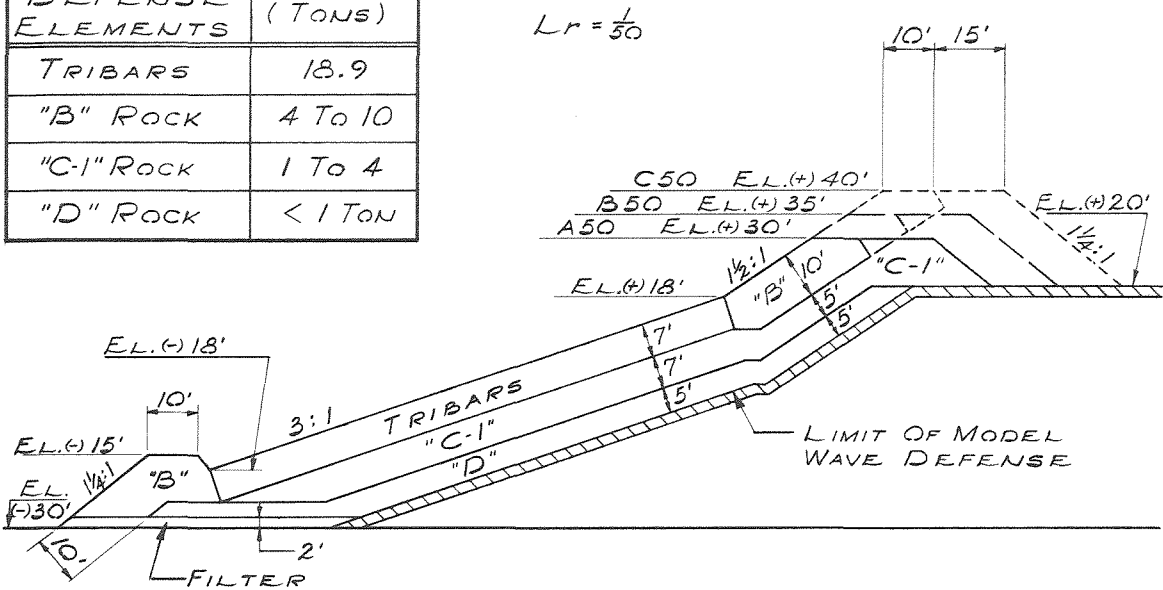 DEFENSE
ELEMENTS
(TONS)
TRIBARS
18.9
"B" ROCK
4 TO 10
"C-1" ROCK
1 TO 4
"D" ROCK
< 1 TON
Lr = 1/50
10'
15'
C50 EL.(+)40'
B50 EL.(+)35'
A50 EL.(+)30'
EL.(+)20'
1¼:1
1½:1
"C-1"
"B"
10'
5'
5'
EL.(+)18'
7'
7'
5'
EL.(-)18'
10'
3:1
TRIBARS
"C-1"
"D"
EL.(-)15'
1¼:1
"B"
EL.
(-)30'
10'
2'
FILTER
LIMIT OF MODEL
WAVE DEFENSE